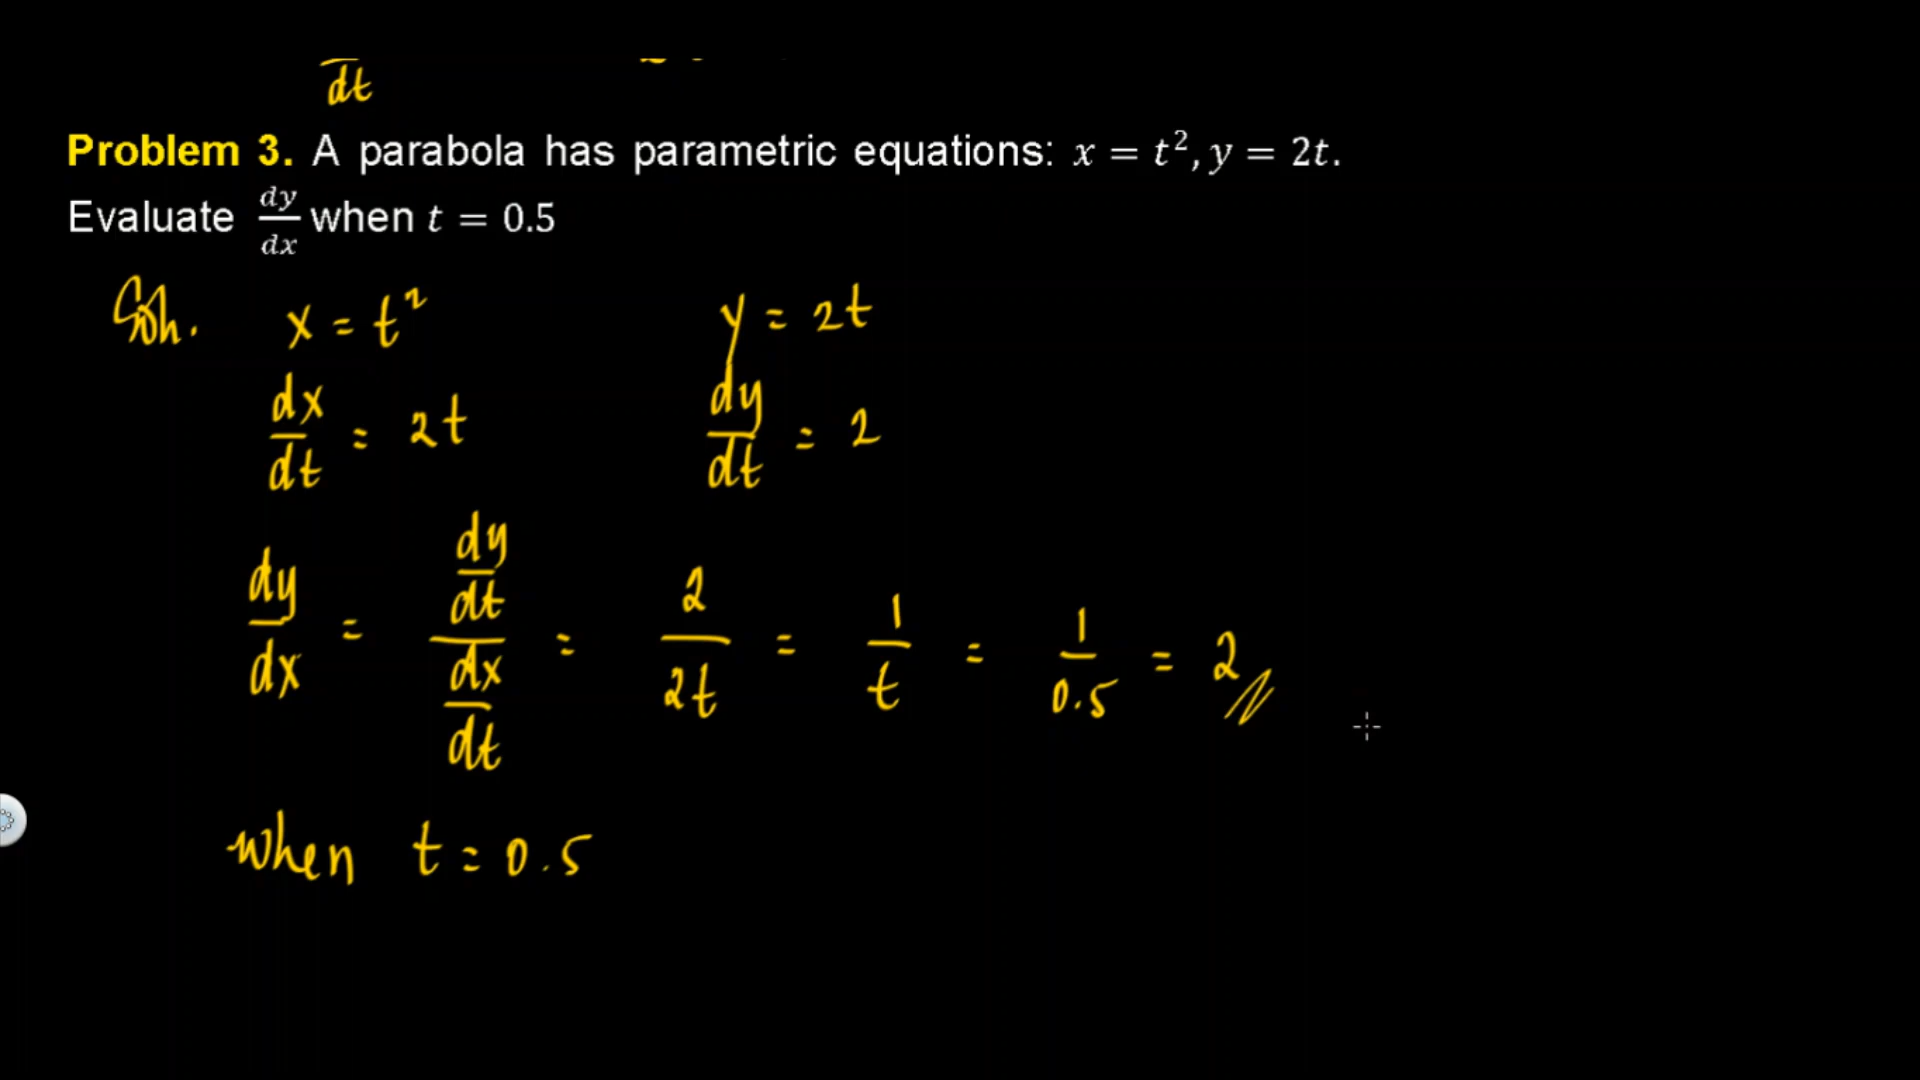 dt
Problem 3. A parabola has parametric equations: x = t², y = 2t.
Evaluate dy/dx when t = 0.5
Soln. x = t² y = 2t
dx/dt = 2t dy/dt = 2
dy/dx = (dy/dt)/(dx/dt) = 2/2t = 1/t = 1/0.5 = 2
when t = 0.5